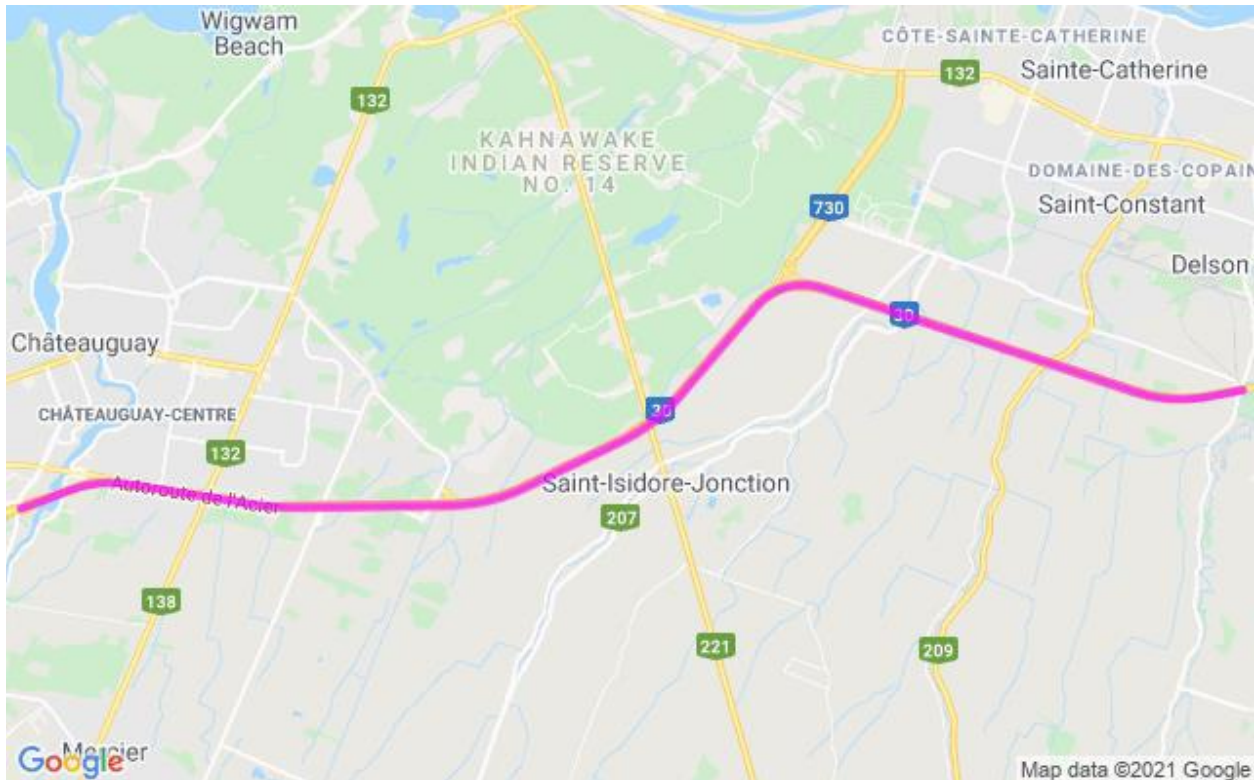 Wigwam
Beach
CÔTE-SAINTE-CATHERINE
132
Sainte-Catherine
132
KAHNAWAKE
INDIAN RESERVE
NO. 14
DOMAINE-DES-COPAIN
730
Saint-Constant
Delson
30
Châteauguay
30
CHÂTEAUGUAY-CENTRE
132
Autoroute de l'Acier
Saint-Isidore-Jonction
207
138
221
209
Mercier
Google
Map data ©2021 Google